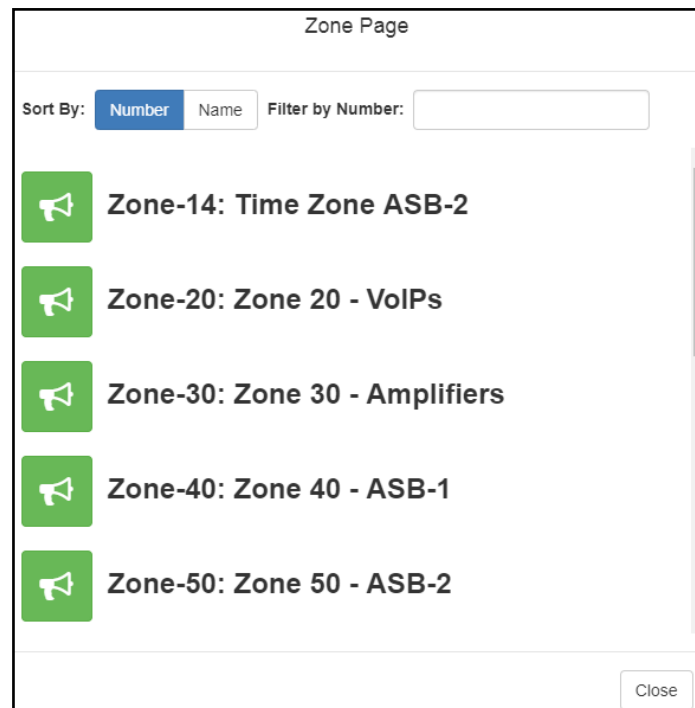 Zone Page
Sort By: Number Name Filter by Number:
Zone-14: Time Zone ASB-2
Zone-20: Zone 20 - VoIPs
Zone-30: Zone 30 - Amplifiers
Zone-40: Zone 40 - ASB-1
Zone-50: Zone 50 - ASB-2
Close